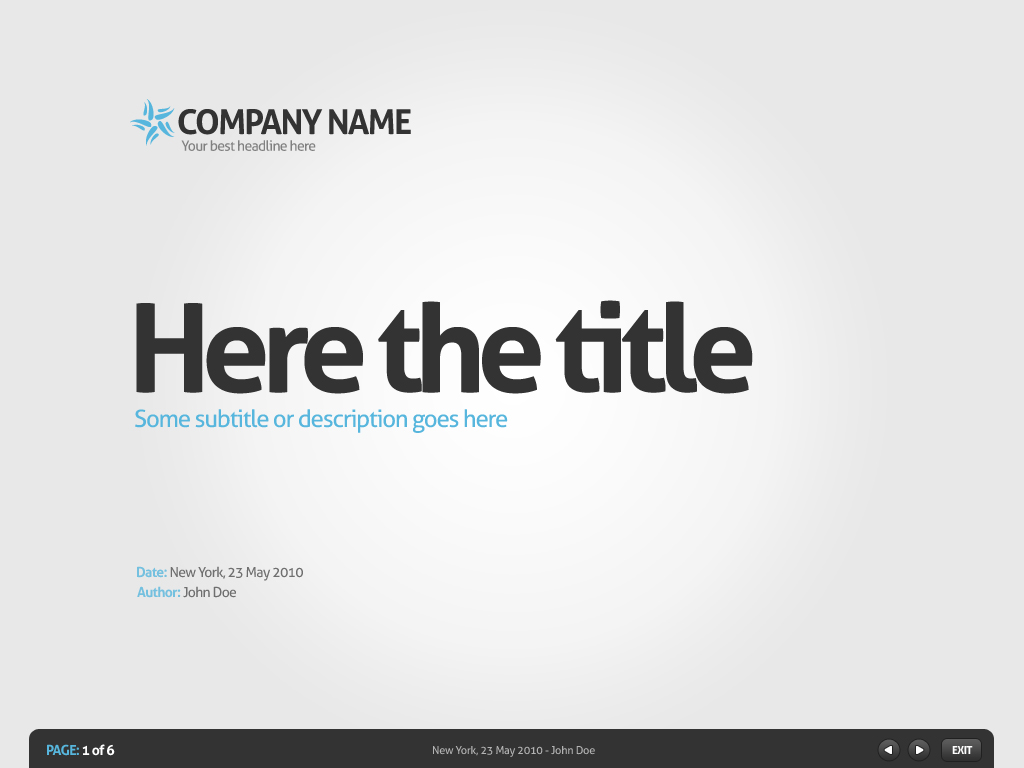 COMPANY NAME
Your best headline here
Here the title
Some subtitle or description goes here
Date: New York, 23 May 2010
Author: John Doe
PAGE: 1 of 6
New York, 23 May 2010 - John Doe
EXIT